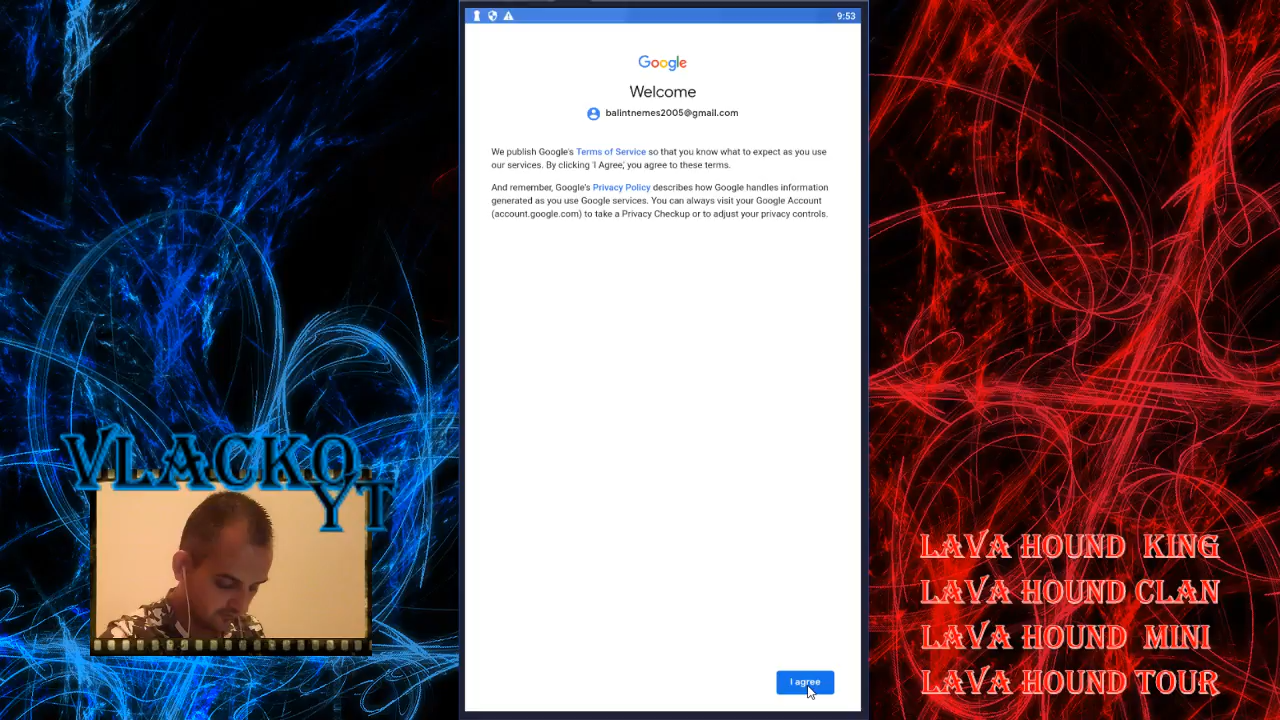 9:53
Google
Welcome
balintnemes2005@gmail.com
We publish Google's Terms of Service so that you know what to expect as you use
our services. By clicking 'I Agree,' you agree to these terms.
And remember, Google's Privacy Policy describes how Google handles information
generated as you use Google services. You can always visit your Google Account
(account.google.com) to take a Privacy Checkup or to adjust your privacy controls.
I agree
VLACKO
YT
LAVA HOUND KING
LAVA HOUND CLAN
LAVA HOUND MINI
LAVA HOUND TOUR